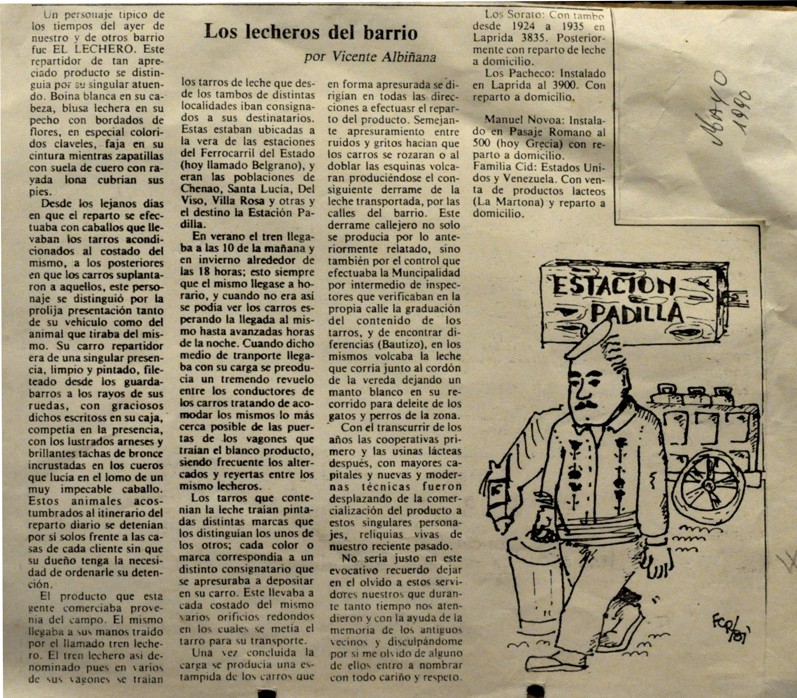 Los lecheros del barrio
por Vicente Albiñana
Un personaje típico de
los tiempos del ayer de
nuestro y de otros barrio
fue EL LECHERO. Este
repartidor de tan apre-
ciado producto se distin-
guia por su singular atuen-
do. Boina blanca en su ca-
beza, blusa lechera en su
pecho con bordados de
flores, en especial colori-
dos claveles, faja en su
cintura mientras zapatillas
con suela de cuero con ra-
yada lona cubrian sus
pies.
Desde los lejanos días
en que el reparto se efec-
tuaba con caballos que lle-
vaban los tarros acondi-
cionados al costado del
mismo, a los posteriores
en que los carros suplanta-
ron a aquellos, este perso-
naje se distinguió por la
prolija presentación tanto
de su vehículo como del
animal que tiraba del mis-
mo. Su carro repartidor
era de una singular presen-
cia, limpio y pintado, file-
teado desde los guarda-
barros a los rayos de sus
ruedas, con graciosos
dichos escritoss en su caja,
competia en la presencia,
con los lustrados arneses y
brillantes tachas de bronce
incrustadas en los cueros
que lucia en el lomo de un
muy impecable caballo.
Estos animales acos-
tumbrados al itinerario del
reparto diario se detenian
por si solos frente a las ca-
sas de cada cliente sin que
su dueño tenga la necesi-
dad de ordenarle su deten-
ción.
El producto que esta
gente comerciaba prove-
nia del campo. El mismo
llegaba a sus manos traido
por el llamado tren leche-
ro. El tren lechero asi de-
nominado pues en varios
de sus vagones se traian
los tarros de leche que des-
de los tambos de distintas
localidades iban consigna-
dos a sus destinatarios.
Estas estaban ubicadas a
la vera de las estaciones
del Ferrocarril del Estado
(hoy llamado Belgrano), y
eran las poblaciones de
Chenao, Santa Lucia, Del
Viso, Villa Rosa y otras y
el destino la Estación Pa-
dilla.
En verano el tren llega-
ba a las 10 de la mañana y
en invierno alrededor de
las 18 horas; esto siempre
que el mismo llegase a ho-
rario, y cuando no era asi
se podia ver los carros es-
perando la llegada al mis-
mo hasta avanzadas horas
de la noche. Cuando dicho
medio de tranporte llega-
ba con su carga se preodu-
cia un tremendo revuelo
entre los conductores de
los carros tratando de aco-
modar los mismos lo más
cerca posible de las puer-
tas de los vagones que
traian el blanco producto,
siendo frecuente los alter-
cados y reyertas entre los
mismo lecheros.
Los tarros que conte-
nian la leche traian pinta-
das distintas marcas que
los distinguian los unos de
los otros; cada color o
marca correspondia a un
distinto consignatario que
se apresuraba a depositar
en su carro. Este llevaba a
cada costado del mismo
varios orificios redondos
en los cuales se metia el
tarro para su transporte.
Una vez concluida la
carga se producia una es-
tampida de los carros que
en forma apresurada se di-
rigian en todas las direc-
ciones a efectuasr el repar-
to del producto. Semejan-
te apresuramiento entre
ruidos y gritos hacian que
los carros se rozaran o al
doblar las esquinas volca-
ran produciéndose el con-
siguiente derrame de la
leche transportada, por las
calles del barrio. Este
derrame callejero no solo
se producia por lo ante-
riormente relatado, sino
también por el control que
efectuaba la Muncipalidad
por intermedio de inspec-
tores que verificaban en la
propia calle la graduación
del contenido de los
tarros, y de encontrar di-
ferencias (Bautizo), en los
mismos volcaba la leche
que corria junto al cordón
de la vereda dejando un
manto blanco en su re-
corrido para deleite de los
gatos y perros de la zona.
Con el transcurrir de los
años las cooperativas pri-
mero y las usinas lácteas
después, con mayores ca-
pitales y nuevas y moder-
nas técnicas fueron
desplazando de la comer-
cialización del producto a
estos singulares persona-
jes, reliquias vivas de
nuestro reciente pasado.
No seria justo en este
evocativo recuerdo dejar
en el olvido a estos servi-
dores nuestros que duran-
te tanto tiempo nos aten-
dieron y con la ayuda de la
memoria de los antiguos
vecinos y disculpándome
por si me olvido de alguno
de ellos entro a nombrar
con todo cariño y respeto.
Los Sorato: Con tambo
desde 1924 a 1935 en
Laprida 3835. Posterior-
mente con reparto de leche
a domicilio.
Los Pacheco: Instalado
en Laprida al 3900. Con
reparto a domicilio.
Manuel Novoa: Instala-
do en Pasaje Romano al
500 (hoy Grecia) con re-
parto a domicilio.
Familia Cid: Estados Uni-
dos y Venezuela. Con ven-
ta de productos lacteos
(La Martona) y reparto a
domicilio.
MAYO
1990
ESTACION
PADILLA